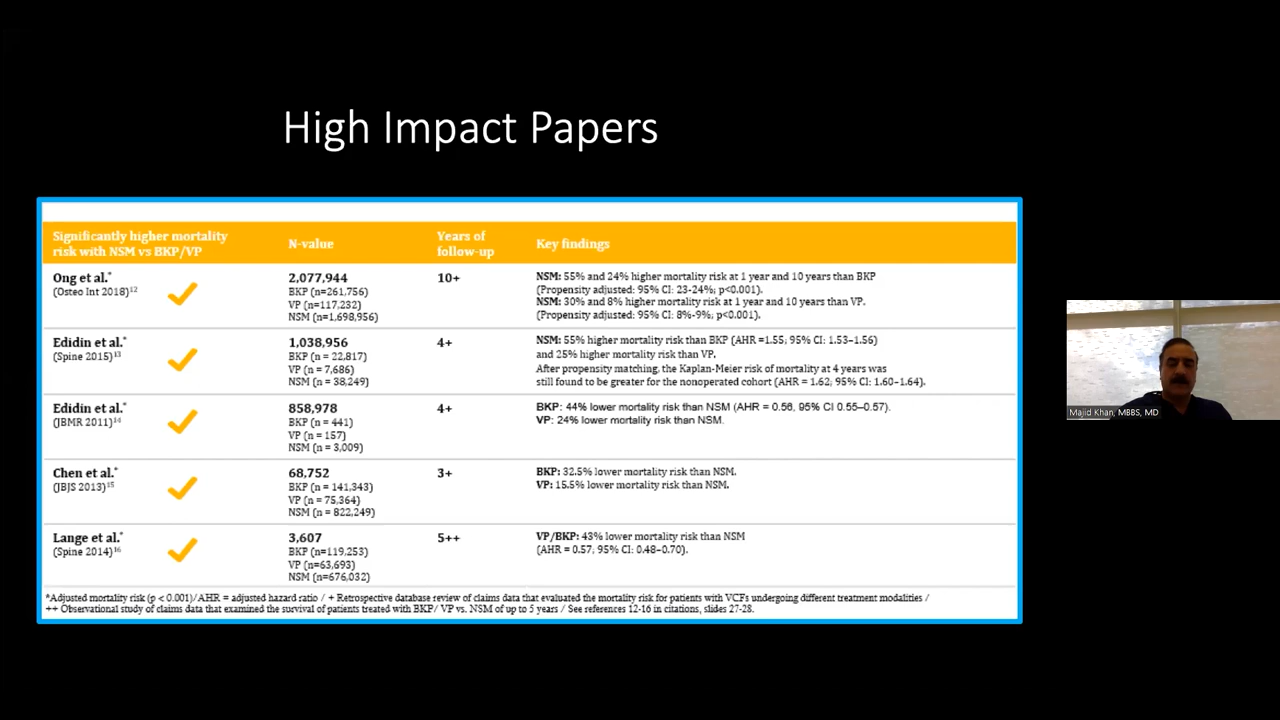 High Impact Papers
Significantly higher mortality
risk with NSM vs BKP/VP
N-value
Years of
follow-up
Key findings
Ong et al.*
(Osteo Int 2018)12
2,077,944
BKP (n=261,756)
VP (n=117,232)
NSM (n=1,698,956)
10+
NSM: 55% and 24% higher mortality risk at 1 year and 10 years than BKP
(Propensity adjusted: 95% CI: 23-24%; p<0.001).
NSM: 30% and 8% higher mortality risk at 1 year and 10 years than VP.
(Propensity adjusted: 95% CI: 8%-9%; p<0.001).
Edidin et al.*
(Spine 2015)13
1,038,956
BKP (n = 22,817)
VP (n = 7,686)
NSM (n = 38,249)
4+
NSM: 55% higher mortality risk than BKP (AHR =1.55; 95% CI: 1.53–1.56)
and 25% higher mortality risk than VP.
After propensity matching, the Kaplan-Meier risk of mortality at 4 years was
still found to be greater for the nonoperated cohort (AHR = 1.62; 95% CI: 1.60–1.64).
Edidin et al.*
(JBMR 2011)14
858,978
BKP (n = 441)
VP (n = 157)
NSM (n = 3,009)
4+
BKP: 44% lower mortality risk than NSM (AHR = 0.56, 95% CI 0.55–0.57).
VP: 24% lower mortality risk than NSM.
Chen et al.*
(JBJS 2013)15
68,752
BKP (n = 141,343)
VP (n = 75,364)
NSM (n = 822,249)
3+
BKP: 32.5% lower mortality risk than NSM.
VP: 15.5% lower mortality risk than NSM.
Lange et al.*
(Spine 2014)16
3,607
BKP (n=119,253)
VP (n=63,693)
NSM (n=676,032)
5++
VP/BKP: 43% lower mortality risk than NSM
(AHR = 0.57; 95% CI: 0.48–0.70).
*Adjusted mortality risk (p < 0.001)/AHR = adjusted hazard ratio / + Retrospective database review of claims data that evaluated the mortality risk for patients with VCFs undergoing different treatment modalities /
++ Observational study of claims data that examined the survival of patients treated with BKP/ VP vs. NSM of up to 5 years / See references 12-16 in citations, slides 27-28.
Majid Khan, MBBS, MD